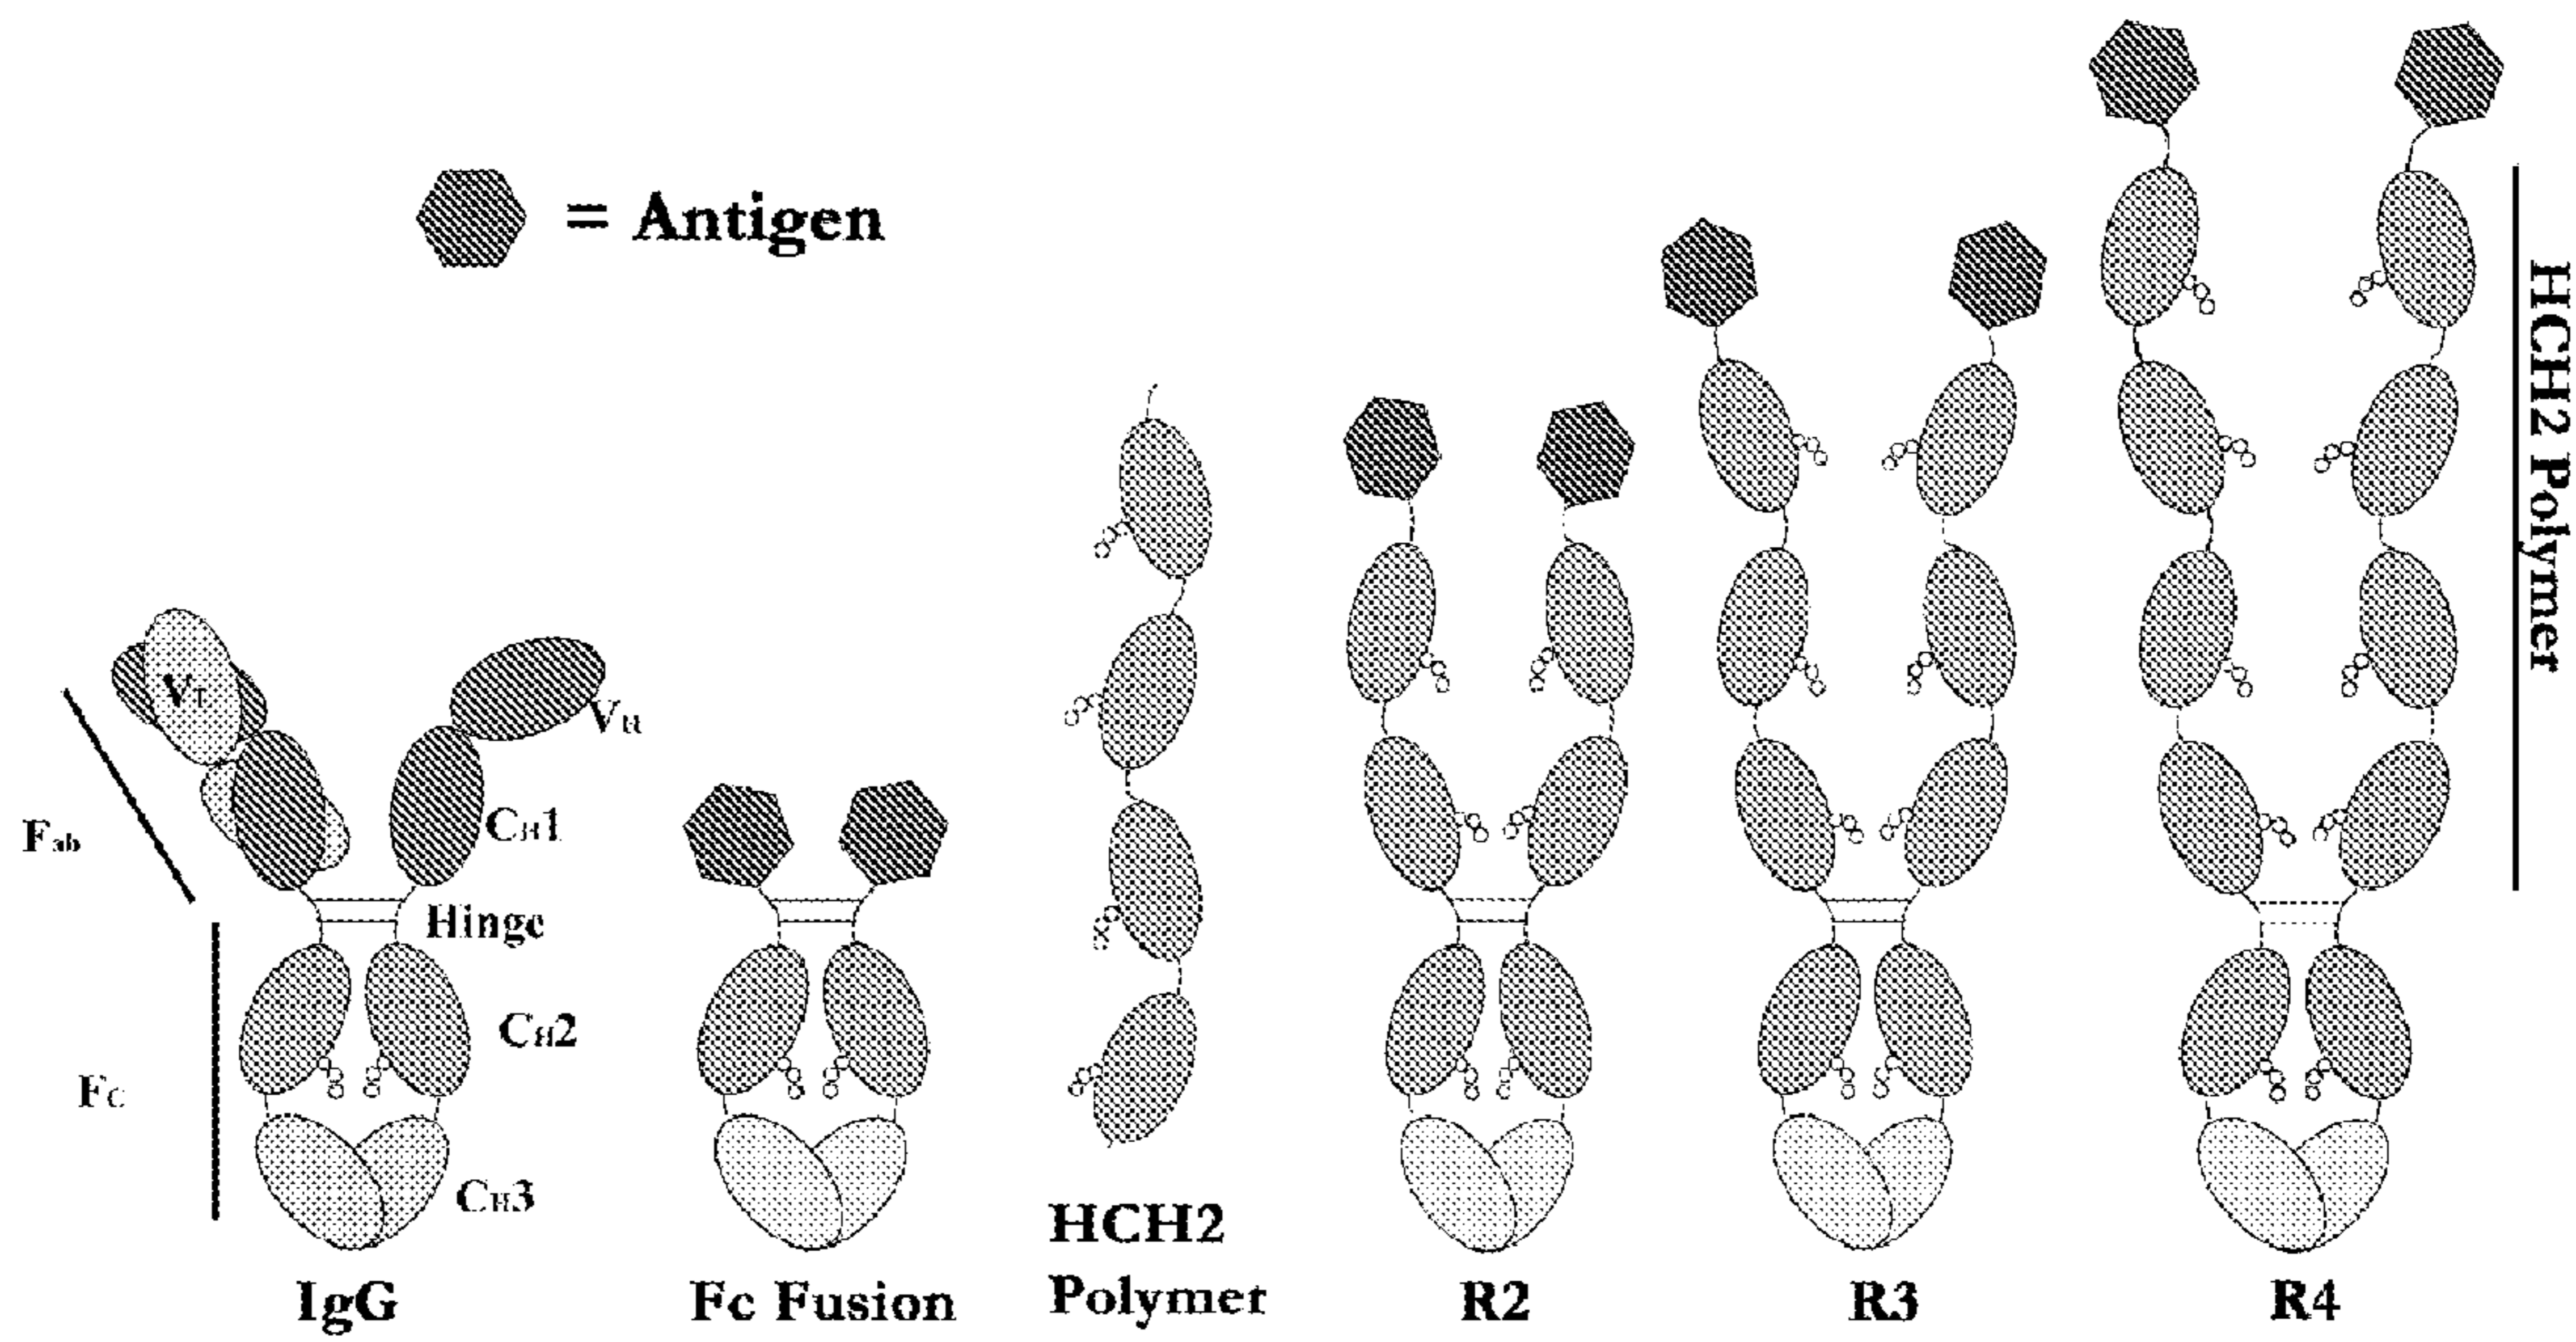 = Antigen
VL
VH
Fab
CH1
Hinge
CH2
Fc
CH3
IgG
Fc Fusion
HCH2
Polymer
R2
R3
R4
HCH2 Polymer